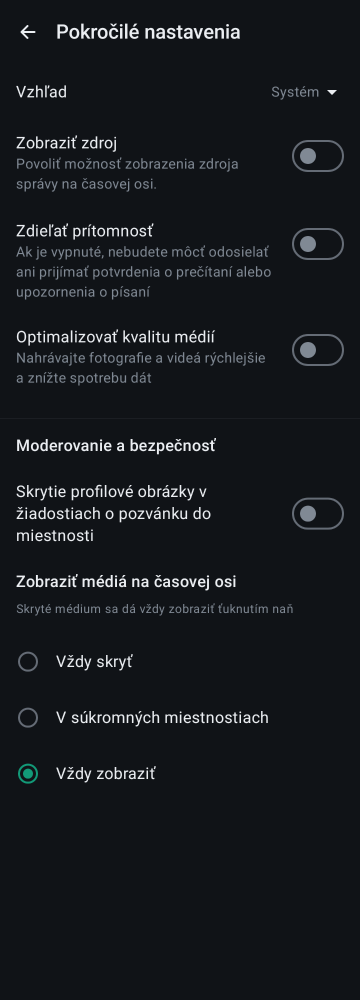 Pokročilé nastavenia
Vzhľad
Systém
Zobraziť zdroj
Povoliť možnosť zobrazenia zdroja
správy na časovej osi.
Zdieľať prítomnosť
Ak je vypnuté, nebudete môcť odosielať
ani prijímať potvrdenia o prečítaní alebo
upozornenia o písaní
Optimalizovať kvalitu médií
Nahrávajte fotografie a videá rýchlejšie
a znížte spotrebu dát
Moderovanie a bezpečnosť
Skrytie profilové obrázky v
žiadostiach o pozvánku do
miestnosti
Zobraziť médiá na časovej osi
Skryté médium sa dá vždy zobraziť ťuknutím naň
Vždy skryť
V súkromných miestnostiach
Vždy zobraziť